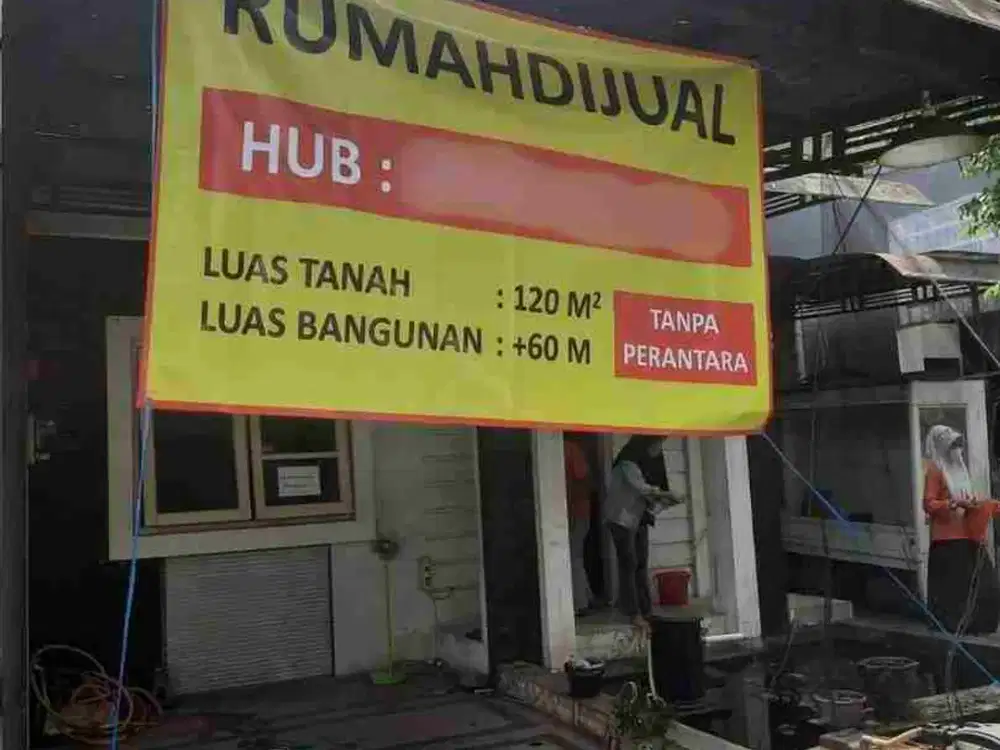 RUMAHDIJUAL
HUB :
LUAS TANAH : 120 M²
LUAS BANGUNAN : +60 M
TANPA
PERANTARA